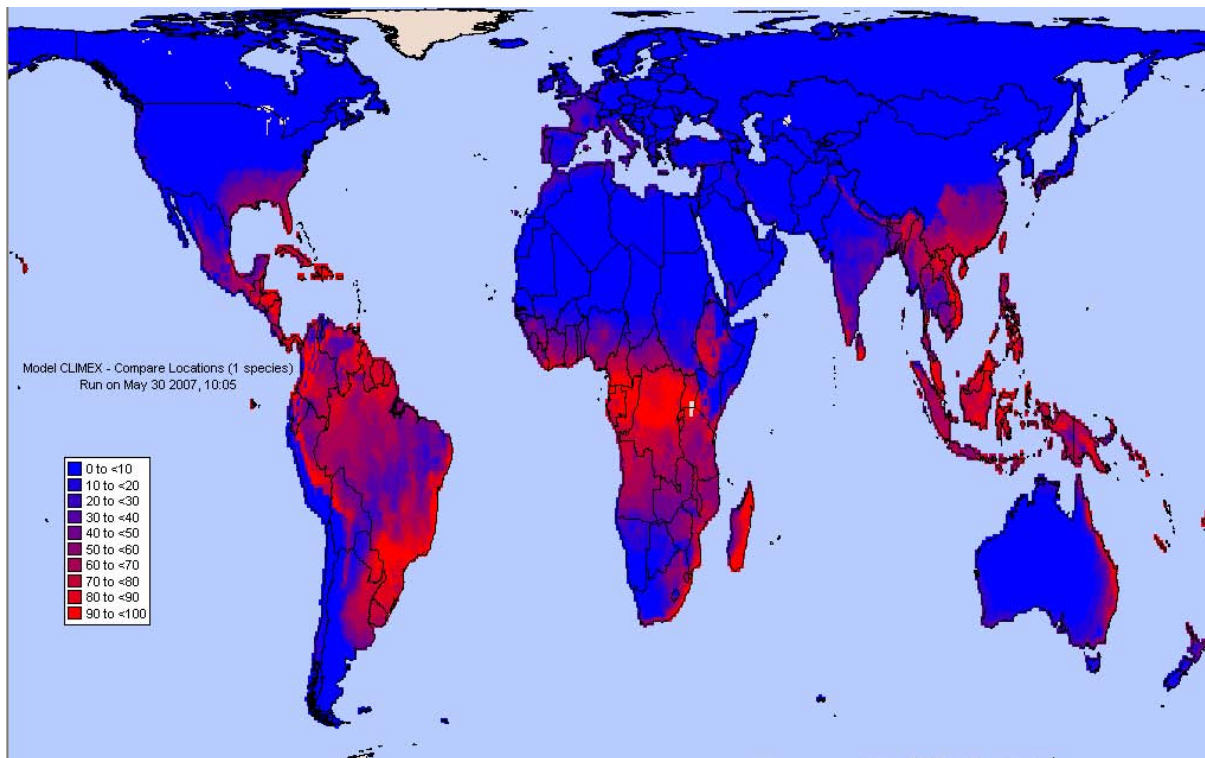 Model CLIMEX - Compare Locations (1 species)
Run on May 30 2007, 10:05
0 to <10
10 to <20
20 to <30
30 to <40
40 to <50
50 to <60
60 to <70
70 to <80
80 to <90
90 to <100